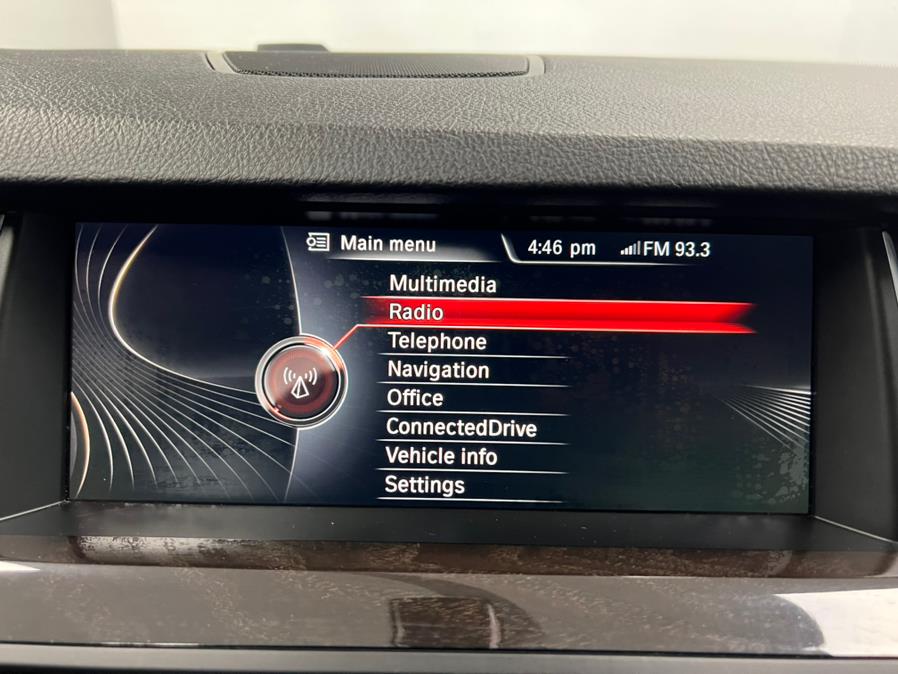 Main menu 4:46 pm FM 93.3
Multimedia
Radio
Telephone
Navigation
Office
ConnectedDrive
Vehicle info
Settings